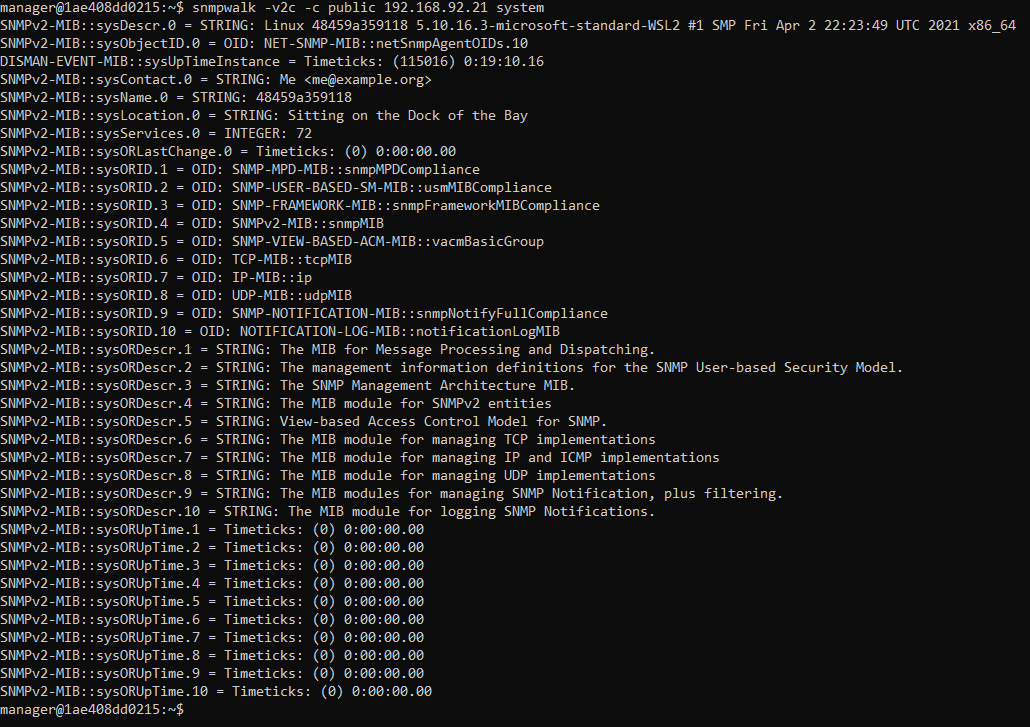 manager@1ae408dd0215:~$ snmpwalk -v2c -c public 192.168.92.21 system
SNMPv2-MIB::sysDescr.0 = STRING: Linux 48459a359118 5.10.16.3-microsoft-standard-WSL2 #1 SMP Fri Apr 2 22:23:49 UTC 2021 x86_64
SNMPv2-MIB::sysObjectID.0 = OID: NET-SNMP-MIB::netSnmpAgentOIDs.10
DISMAN-EVENT-MIB::sysUpTimeInstance = Timeticks: (115016) 0:19:10.16
SNMPv2-MIB::sysContact.0 = STRING: Me <me@example.org>
SNMPv2-MIB::sysName.0 = STRING: 48459a359118
SNMPv2-MIB::sysLocation.0 = STRING: Sitting on the Dock of the Bay
SNMPv2-MIB::sysServices.0 = INTEGER: 72
SNMPv2-MIB::sysORLastChange.0 = Timeticks: (0) 0:00:00.00
SNMPv2-MIB::sysORID.1 = OID: SNMP-MPD-MIB::snmpMPDCompliance
SNMPv2-MIB::sysORID.2 = OID: SNMP-USER-BASED-SM-MIB::usmMIBCompliance
SNMPv2-MIB::sysORID.3 = OID: SNMP-FRAMEWORK-MIB::snmpFrameworkMIBCompliance
SNMPv2-MIB::sysORID.4 = OID: SNMPv2-MIB::snmpMIB
SNMPv2-MIB::sysORID.5 = OID: SNMP-VIEW-BASED-ACM-MIB::vacmBasicGroup
SNMPv2-MIB::sysORID.6 = OID: TCP-MIB::tcpMIB
SNMPv2-MIB::sysORID.7 = OID: IP-MIB::ip
SNMPv2-MIB::sysORID.8 = OID: UDP-MIB::udpMIB
SNMPv2-MIB::sysORID.9 = OID: SNMP-NOTIFICATION-MIB::snmpNotifyFullCompliance
SNMPv2-MIB::sysORID.10 = OID: NOTIFICATION-LOG-MIB::notificationLogMIB
SNMPv2-MIB::sysORDescr.1 = STRING: The MIB for Message Processing and Dispatching.
SNMPv2-MIB::sysORDescr.2 = STRING: The management information definitions for the SNMP User-based Security Model.
SNMPv2-MIB::sysORDescr.3 = STRING: The SNMP Management Architecture MIB.
SNMPv2-MIB::sysORDescr.4 = STRING: The MIB module for SNMPv2 entities
SNMPv2-MIB::sysORDescr.5 = STRING: View-based Access Control Model for SNMP.
SNMPv2-MIB::sysORDescr.6 = STRING: The MIB module for managing TCP implementations
SNMPv2-MIB::sysORDescr.7 = STRING: The MIB module for managing IP and ICMP implementations
SNMPv2-MIB::sysORDescr.8 = STRING: The MIB module for managing UDP implementations
SNMPv2-MIB::sysORDescr.9 = STRING: The MIB modules for managing SNMP Notification, plus filtering.
SNMPv2-MIB::sysORDescr.10 = STRING: The MIB module for logging SNMP Notifications.
SNMPv2-MIB::sysORUpTime.1 = Timeticks: (0) 0:00:00.00
SNMPv2-MIB::sysORUpTime.2 = Timeticks: (0) 0:00:00.00
SNMPv2-MIB::sysORUpTime.3 = Timeticks: (0) 0:00:00.00
SNMPv2-MIB::sysORUpTime.4 = Timeticks: (0) 0:00:00.00
SNMPv2-MIB::sysORUpTime.5 = Timeticks: (0) 0:00:00.00
SNMPv2-MIB::sysORUpTime.6 = Timeticks: (0) 0:00:00.00
SNMPv2-MIB::sysORUpTime.7 = Timeticks: (0) 0:00:00.00
SNMPv2-MIB::sysORUpTime.8 = Timeticks: (0) 0:00:00.00
SNMPv2-MIB::sysORUpTime.9 = Timeticks: (0) 0:00:00.00
SNMPv2-MIB::sysORUpTime.10 = Timeticks: (0) 0:00:00.00
manager@1ae408dd0215:~$